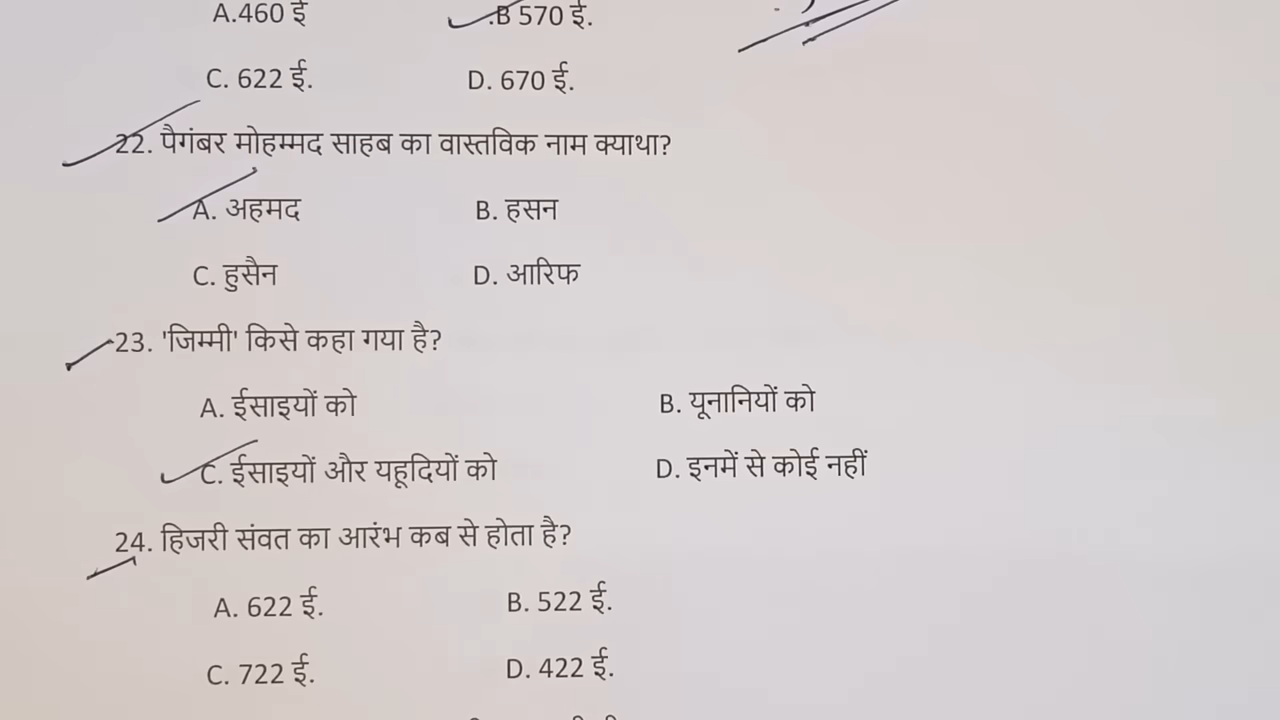 A.460 ई .B 570 ई.
C. 622 ई. D. 670 ई.
22. पैगंबर मोहम्मद साहब का वास्तविक नाम क्याथा?
A. अहमद B. हसन
C. हुसैन D. आरिफ
23. 'जिम्मी' किसे कहा गया है?
A. ईसाइयों को B. यूनानियों को
C. ईसाइयों और यहूदियों को D. इनमें से कोई नहीं
24. हिजरी संवत का आरंभ कब से होता है?
A. 622 ई. B. 522 ई.
C. 722 ई. D. 422 ई.